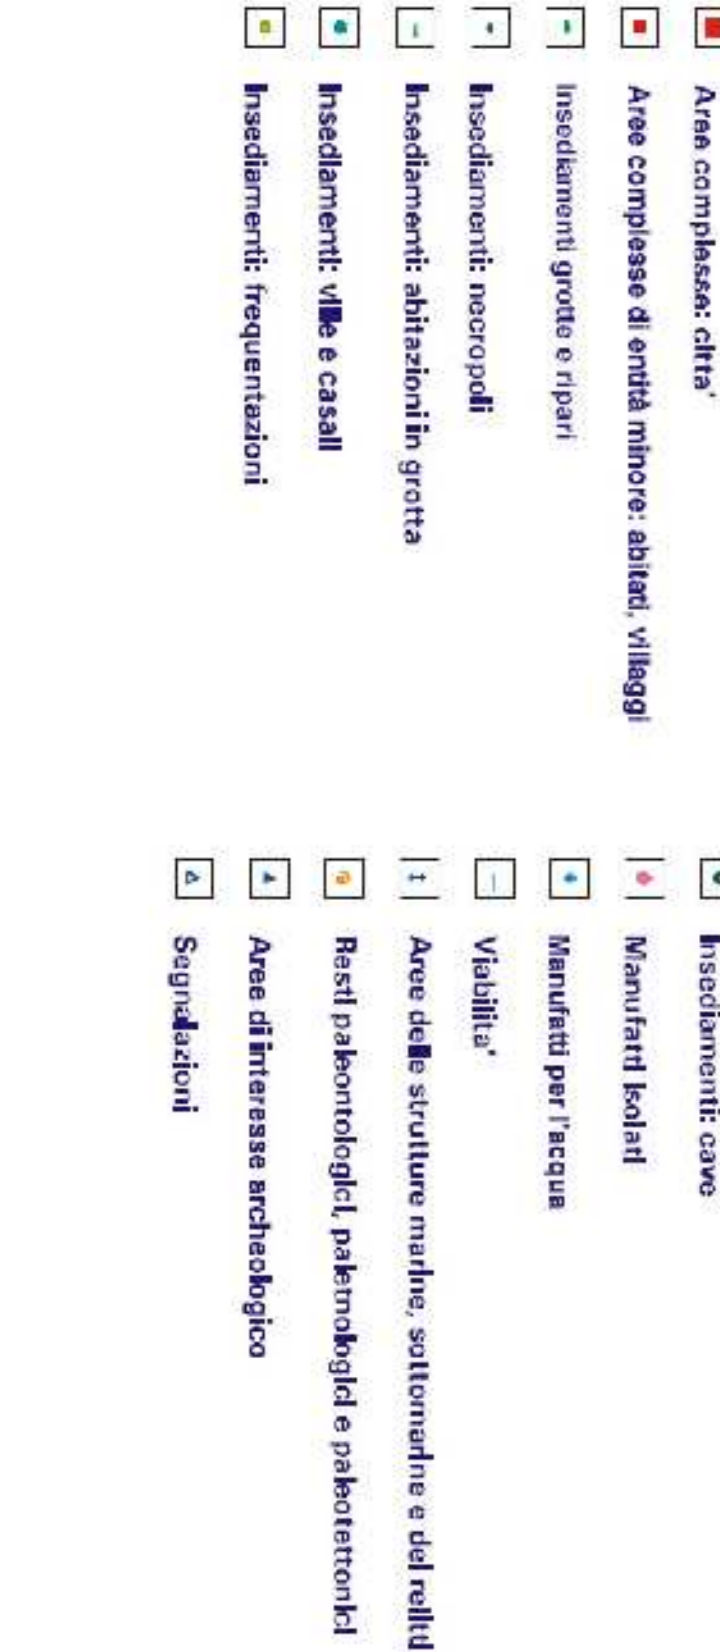 Aree complesse: citta'
Aree complesse di entità minore: abitati, villaggi
Insediamenti grotte e ripari
Insediamenti: necropoli
Insediamenti: abitazioni in grotta
Insediamenti: ville e casali
Insediamenti: frequentazioni
Insediamenti: cave
Manufatti isolati
Manufatti per l'acqua
Viabilita'
Aree delle strutture marine, sottomarine e dei relitti
Resti paleontologici, paletnologici e paleotettonici
Aree di interesse archeologico
Segnalazioni